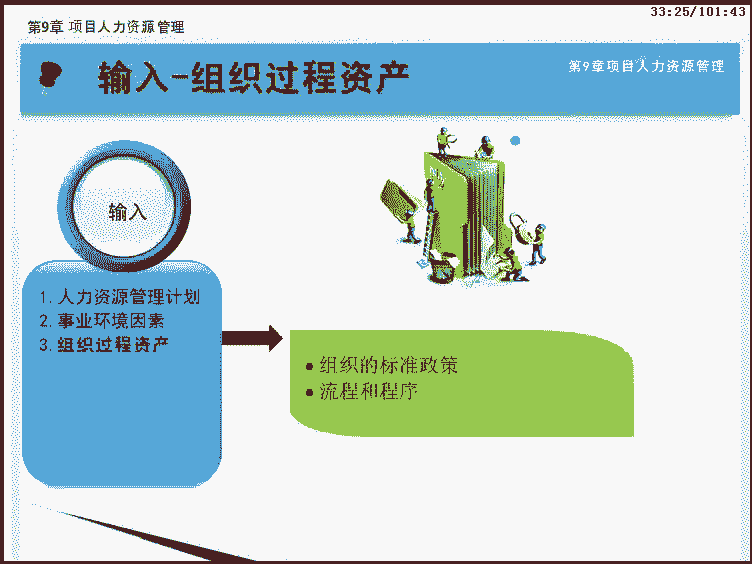 33:25/101:43
第9章 项目人力资源管理
输入-组织过程资产
第9章项目人力资源管理
输入
1. 人力资源管理计划
2. 事业环境因素
3. 组织过程资产
• 组织的标准政策
• 流程和程序